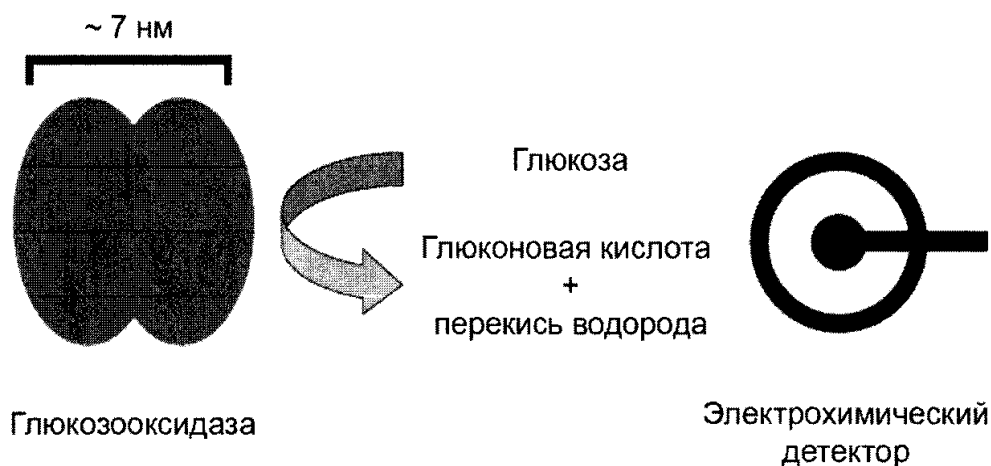 ~ 7 нм
Глюкоза
Глюконовая кислота
+
перекись водорода
Глюкозооксидаза
Электрохимический
детектор